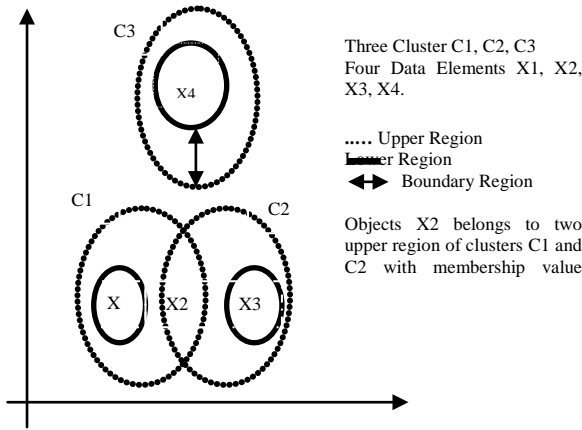 C3
X4
C1
C2
X
X2
X3
Three Cluster C1, C2, C3
Four Data Elements X1, X2,
X3, X4.
..... Upper Region
Lower Region
Boundary Region
Objects X2 belongs to two
upper region of clusters C1 and
C2 with membership value